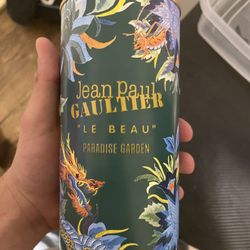 Jean Paul
GAULTIER
"LE BEAU"
PARADISE GARDEN